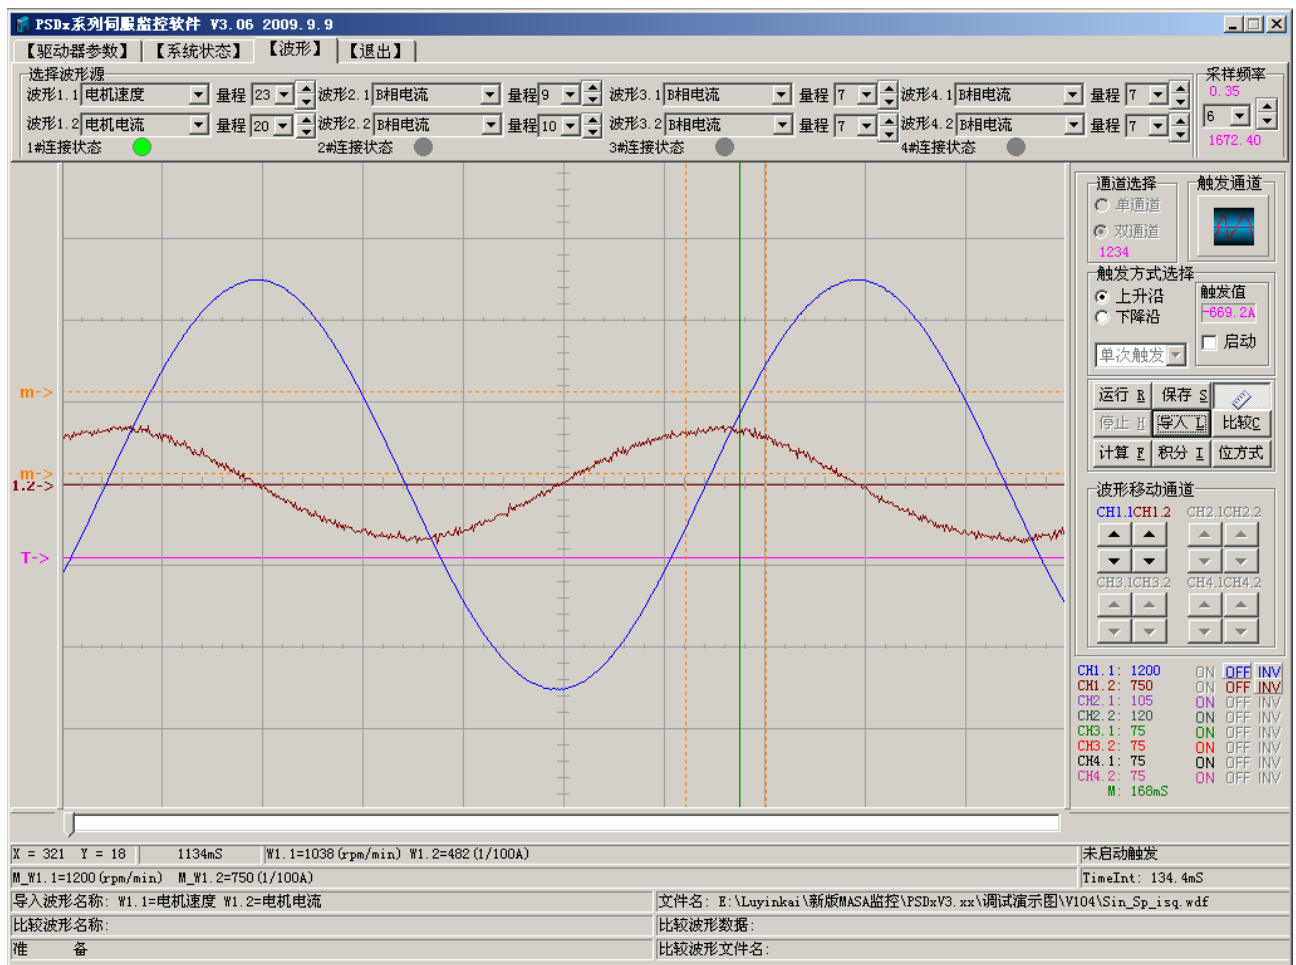 PSDx系列伺服监控软件 V3.06 2009.9.9
【驱动器参数】 【系统状态】 【波形】 【退出】
选择波形源 采样频率
波形1.1 电机速度 量程 23 波形2.1 B相电流 量程 9 波形3.1 B相电流 量程 7 波形4.1 B相电流 量程 7 0.35
波形1.2 电机电流 量程 20 波形2.2 B相电流 量程 10 波形3.2 B相电流 量程 7 波形4.2 B相电流 量程 7 6
1#连接状态 2#连接状态 3#连接状态 4#连接状态 1672.40
通道选择 触发通道
单通道
双通道
1234
触发方式选择
上升沿 触发值
下降沿 -669.2A
单次触发 启动
m->
运行 R 保存 S
停止 H 导入 L 比较C
计算 F 积分 I 位方式
m->
1.2->
T->
波形移动通道
CH1.1CH1.2 CH2.1CH2.2
CH3.1CH3.2 CH4.1CH4.2
CH1.1: 1200 ON OFF INV
CH1.2: 750 ON OFF INV
CH2.1: 105 ON OFF INV
CH2.2: 120 ON OFF INV
CH3.1: 75 ON OFF INV
CH3.2: 75 ON OFF INV
CH4.1: 75 ON OFF INV
CH4.2: 75 ON OFF INV
M: 168mS
X = 321 Y = 18 1134mS W1.1=1038(rpm/min) W1.2=482(1/100A) 未启动触发
M_W1.1=1200(rpm/min) M_W1.2=750(1/100A) TimeInt: 134.4mS
导入波形名称: W1.1=电机速度 W1.2=电机电流 文件名: E:\Luyinkai\新版MASA监控\PSDxV3.xx\调试演示图\V104\Sin_Sp_isq.wdf
比较波形名称: 比较波形数据:
准 备 比较波形文件名: